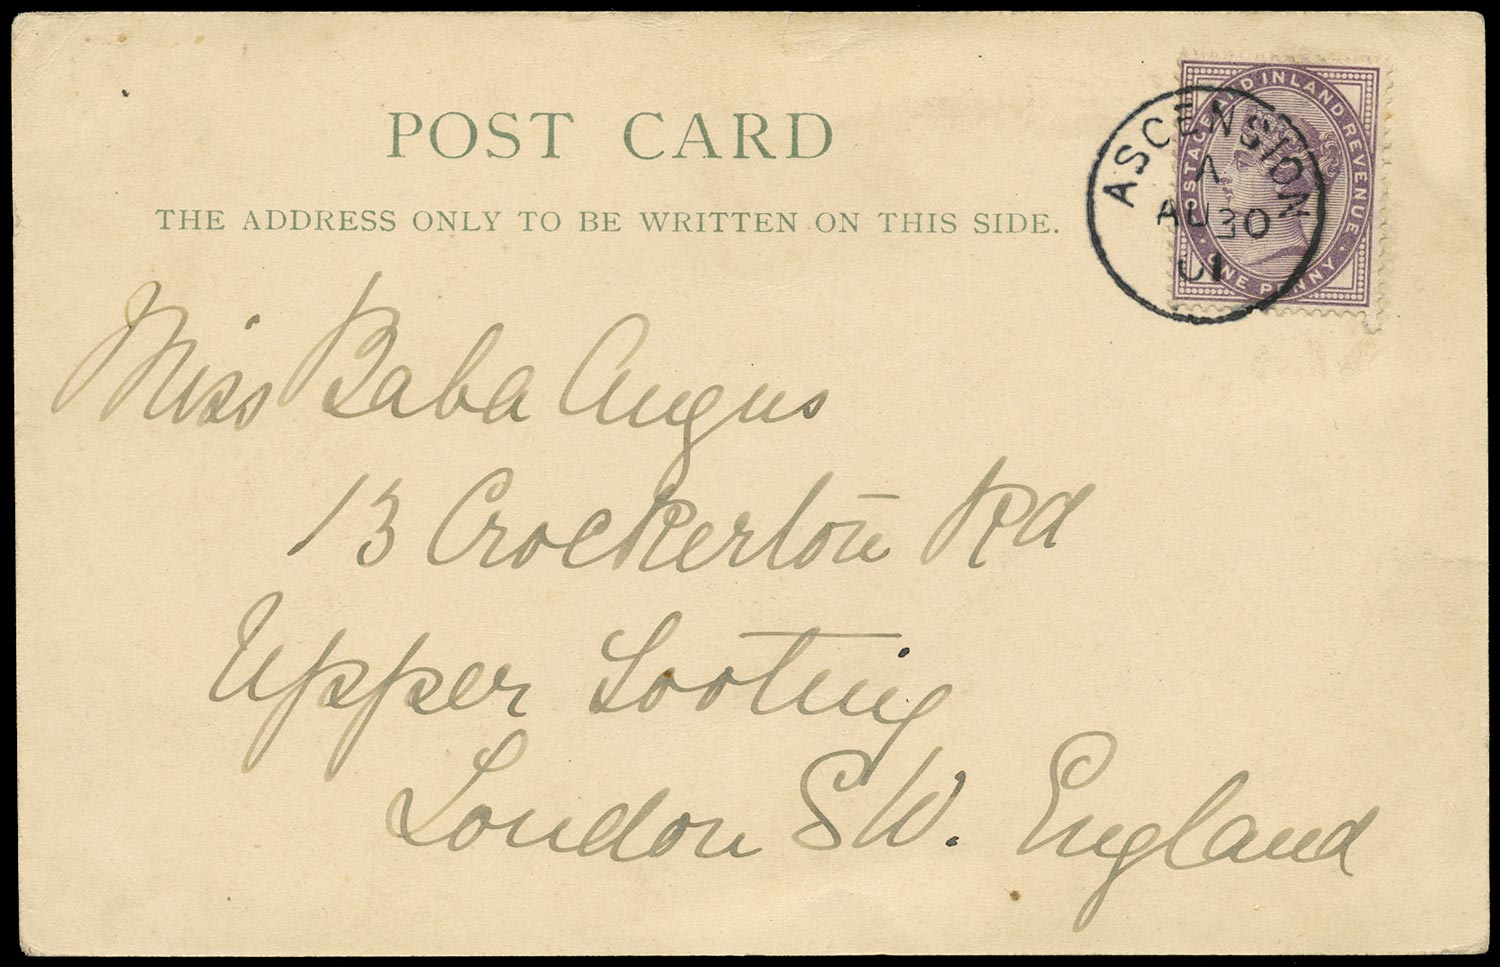 POST CARD
THE ADDRESS ONLY TO BE WRITTEN ON THIS SIDE.
POSTAGE AND INLAND REVENUE
ONE PENNY
ASCENSION
A
AU 30
01
Miss Baba Angus
13 Crockerton Rd
Upper Tooting
London SW. England